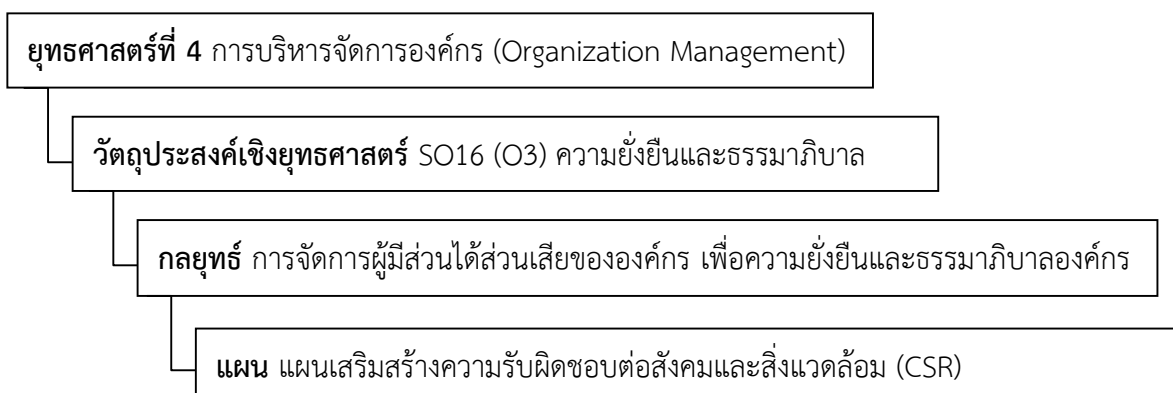 ยุทธศาสตร์ที่ 4 การบริหารจัดการองค์กร (Organization Management)
วัตถุประสงค์เชิงยุทธศาสตร์ SO16 (O3) ความยั่งยืนและธรรมาภิบาล
กลยุทธ์ การจัดการผู้มีส่วนได้ส่วนเสียขององค์กร เพื่อความยั่งยืนและธรรมาภิบาลองค์กร
แผน แผนเสริมสร้างความรับผิดชอบต่อสังคมและสิ่งแวดล้อม (CSR)